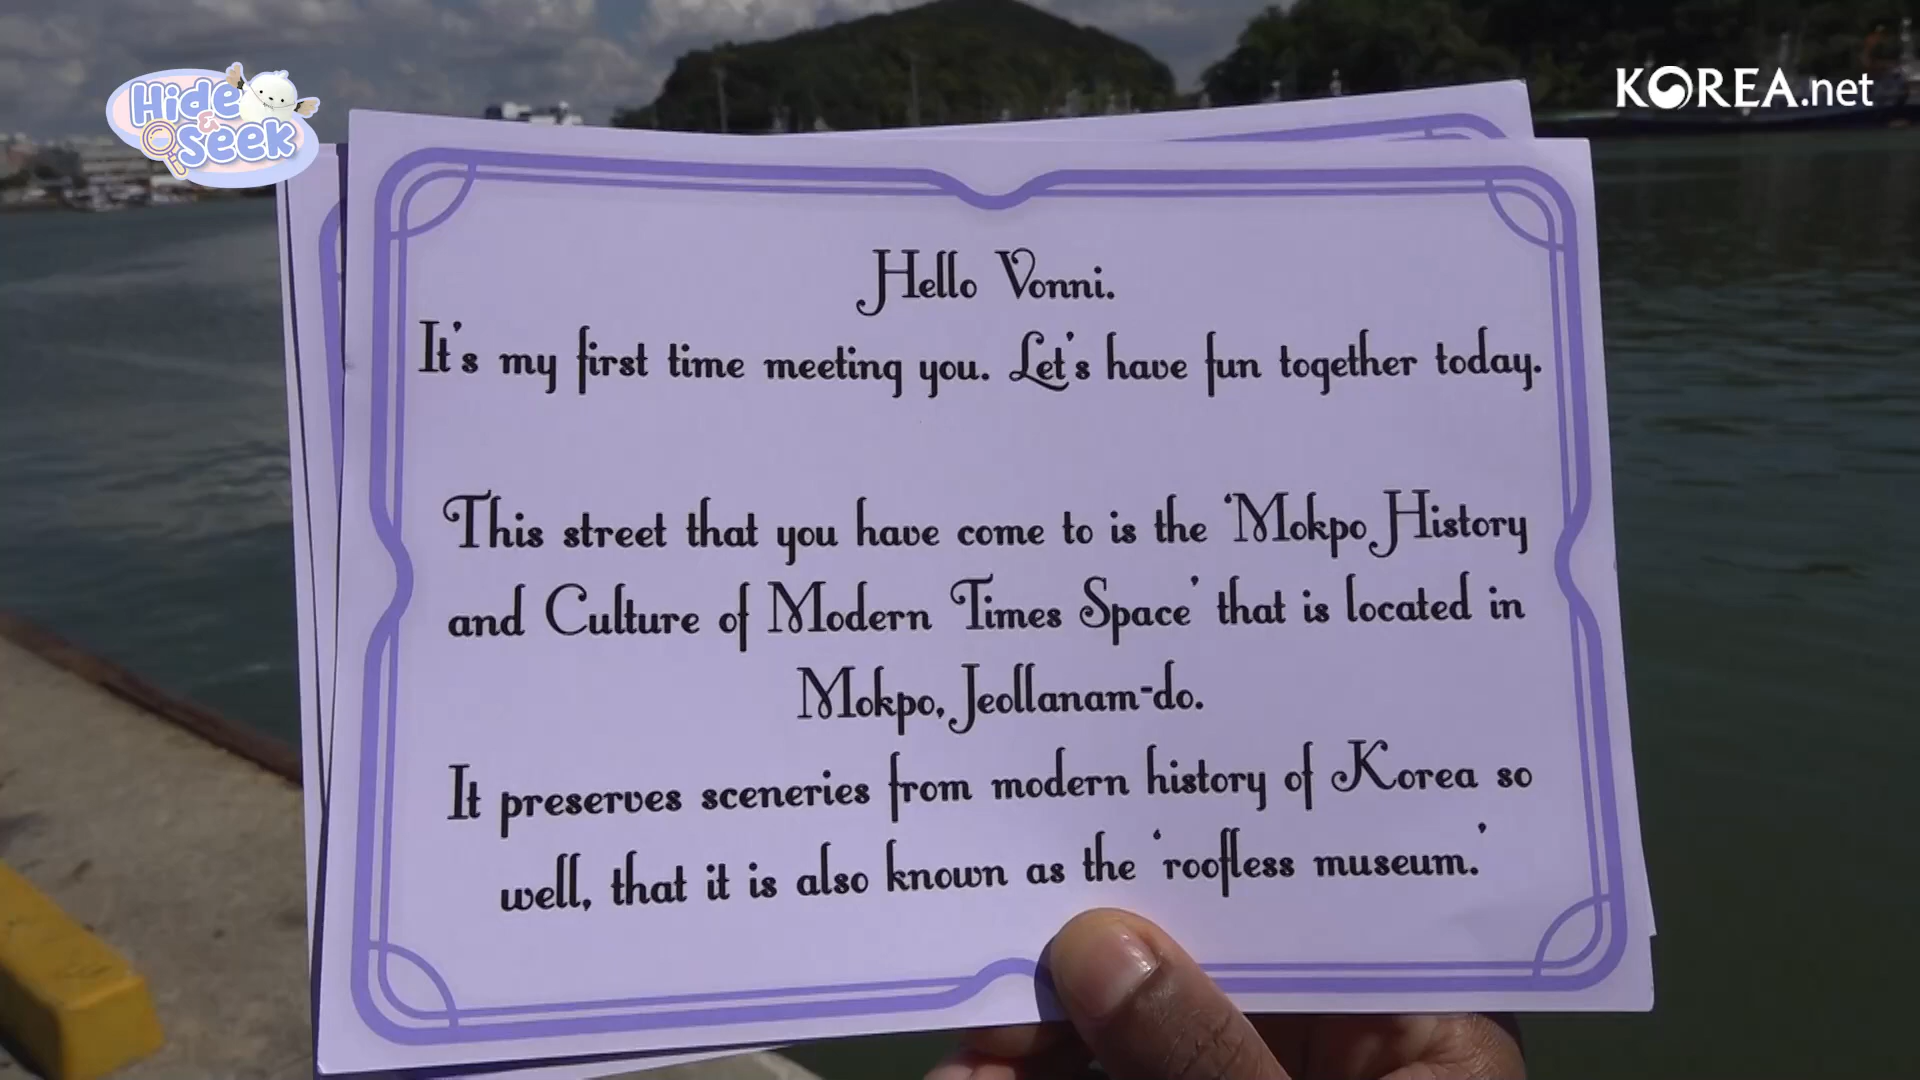 Hide
&
Seek
KOREA.net
Hello Vonni.
It's my first time meeting you. Let's have fun together today.
This street that you have come to is the 'Mokpo History
and Culture of Modern Times Space' that is located in
Mokpo, Jeollanam-do.
It preserves sceneries from modern history of Korea so
well, that it is also known as the 'roofless museum.'